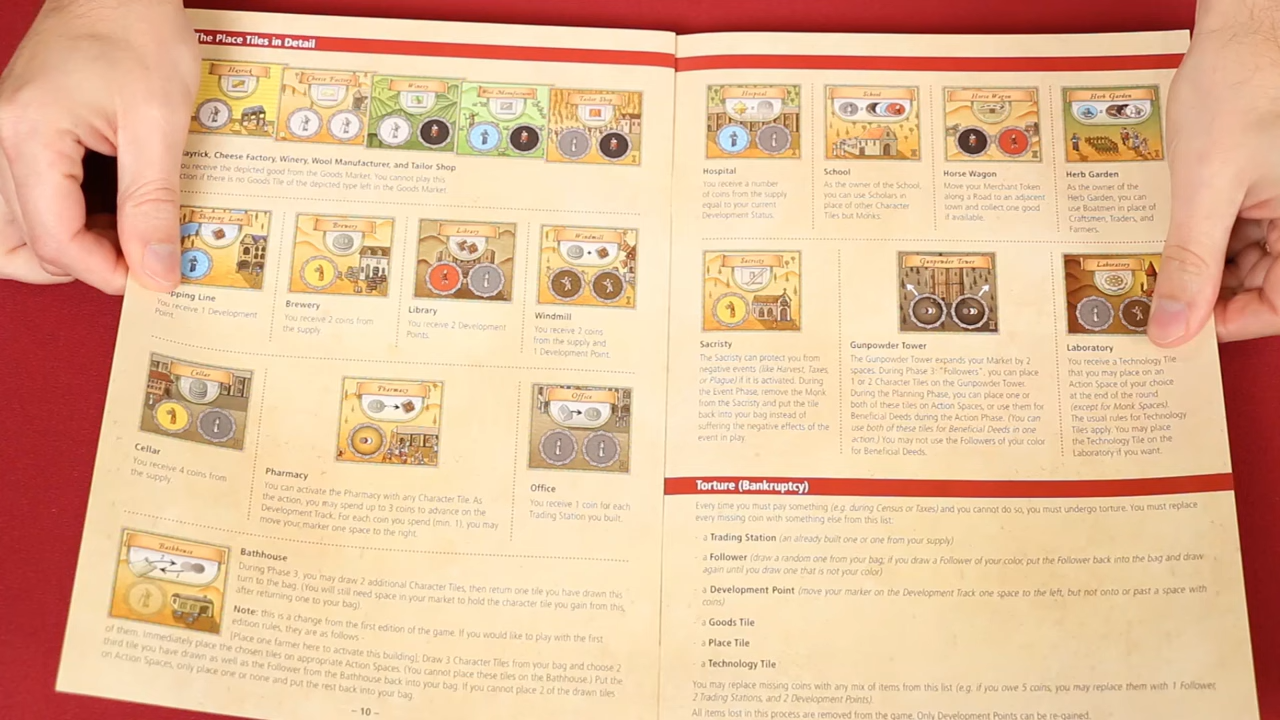 The Place Tiles in Detail
Hayrick
Cheese Factory
Winery
Wool Manufacturer
Tailor Shop
ayrick, Cheese Factory, Winery, Wool Manufacturer, and Tailor Shop
ou receive the depicted good from the Goods Market. You cannot play this
ction if there is no Goods Tile of the depicted type left in the Goods Market
Shipping Line
pping Line
You receive 1 Development
Point.
Brewery
Brewery
You receive 2 coins from
the supply.
Library
Library
You receive 2 Development
Points.
Windmill
Windmill
You receive 2 coins
from the supply and
1 Development Point.
Cellar
Cellar
You receive 4 coins from
the supply.
Pharmacy
Pharmacy
You can activate the Pharmacy with any Character Tile. As
the action, you may spend up to 3 coins to advance on the
Development Track. For each coin you spend (min. 1), you may
move your marker one space to the right.
Office
Office
You receive 1 coin for each
Trading Station you built.
Bathhouse
Bathhouse
During Phase 3, you may draw 2 additional Character Tiles, then return one tile you have drawn this
turn to the bag. (You will still need space in your market to hold the character tile you gain from this,
after returning one to your bag).
Note: this is a change from the first edition of the game. If you would like to play with the first
edition rules, they are as follows -
[Place one farmer here to activate this building]. Draw 3 Character Tiles from your bag and choose 2
of them. Immediately place the chosen tiles on appropriate Action Spaces. (You cannot place these tiles on the Bathhouse.) Put the
third tile you have drawn as well as the Follower from the Bathhouse back into your bag. If you cannot place 2 of the drawn tiles
on Action Spaces, only place one or none and put the rest back into your bag.
– 10 –
Hospital
Hospital
You receive a number
of coins from the supply
equal to your current
Development Status.
School
School
As the owner of the School,
you can use Scholars in
place of other Character
Tiles but Monks.
Horse Wagon
Horse Wagon
Move your Merchant Token
along a Road to an adjacent
town and collect one good
if available.
Herb Garden
Herb Garden
As the owner of the
Herb Garden, you can
use Boatmen in place of
Craftsmen, Traders, and
Farmers.
Sacristy
Sacristy
The Sacristy can protect you from
negative events (like Harvest, Taxes,
or Plague) if it is activated. During
the Event Phase, remove the Monk
from the Sacristy and put the tile
back into your bag instead of
suffering the negative effects of the
event in play.
Gunpowder Tower
Gunpowder Tower
The Gunpowder Tower expands your Market by 2
spaces. During Phase 3: "Followers", you can place
1 or 2 Character Tiles on the Gunpowder Tower.
During the Planning Phase, you can place one or
both of these tiles on Action Spaces, or use them for
Beneficial Deeds during the Action Phase. (You can
use both of these tiles for Beneficial Deeds in one
action.) You may not use the Followers of your color
for Beneficial Deeds.
Laboratory
Laboratory
You receive a Technology Tile
that you may place on an
Action Space of your choice
at the end of the round
(except for Monk Spaces).
The usual rules for Technology
Tiles apply. You may place
the Technology Tile on the
Laboratory if you want.
Torture (Bankruptcy)
Every time you must pay something (e.g. during Census or Taxes) and you cannot do so, you must undergo torture. You must replace
every missing coin with something else from this list:
- a Trading Station (an already built one or one from your supply)
- a Follower (draw a random one from your bag; if you draw a Follower of your color, put the Follower back into the bag and draw
again until you draw one that is not your color)
- a Development Point (move your marker on the Development Track one space to the left, but not onto or past a space with
coins)
- a Goods Tile
- a Place Tile
- a Technology Tile
You may replace missing coins with any mix of items from this list (e.g. if you owe 5 coins, you may replace them with 1 Follower,
2 Trading Stations, and 2 Development Points).
All items lost in this process are removed from the game. Only Development Points can be re-gained.